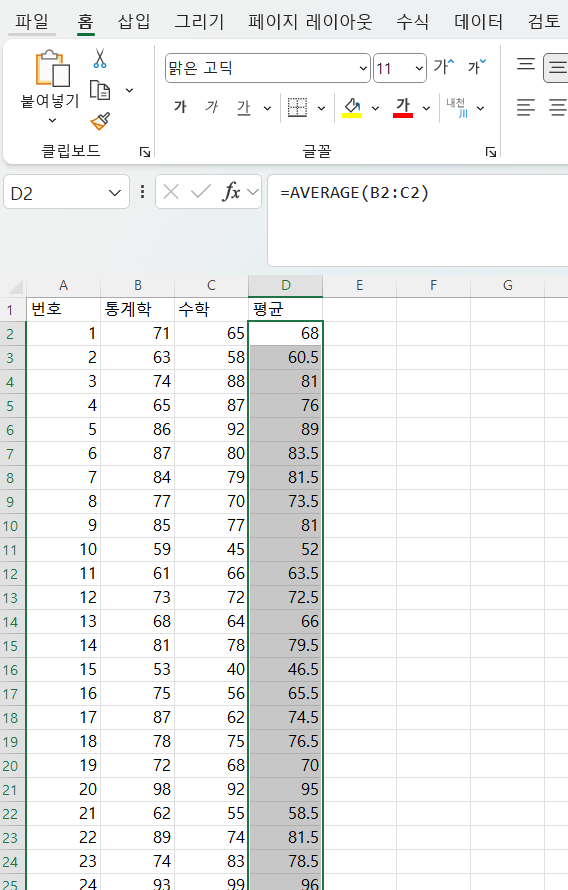 파일 홈 삽입 그리기 페이지 레이아웃 수식 데이터 검토
붙여넣기
맑은 고딕 11 가 가
가 가 가 가 내천 川
클립보드 글꼴
D2 fx =AVERAGE(B2:C2)
A B C D E F G
1 번호 통계학 수학 평균
2 1 71 65 68
3 2 63 58 60.5
4 3 74 88 81
5 4 65 87 76
6 5 86 92 89
7 6 87 80 83.5
8 7 84 79 81.5
9 8 77 70 73.5
10 9 85 77 81
11 10 59 45 52
12 11 61 66 63.5
13 12 73 72 72.5
14 13 68 64 66
15 14 81 78 79.5
16 15 53 40 46.5
17 16 75 56 65.5
18 17 87 62 74.5
19 18 78 75 76.5
20 19 72 68 70
21 20 98 92 95
22 21 62 55 58.5
23 22 89 74 81.5
24 23 74 83 78.5
25 24 93 99 96